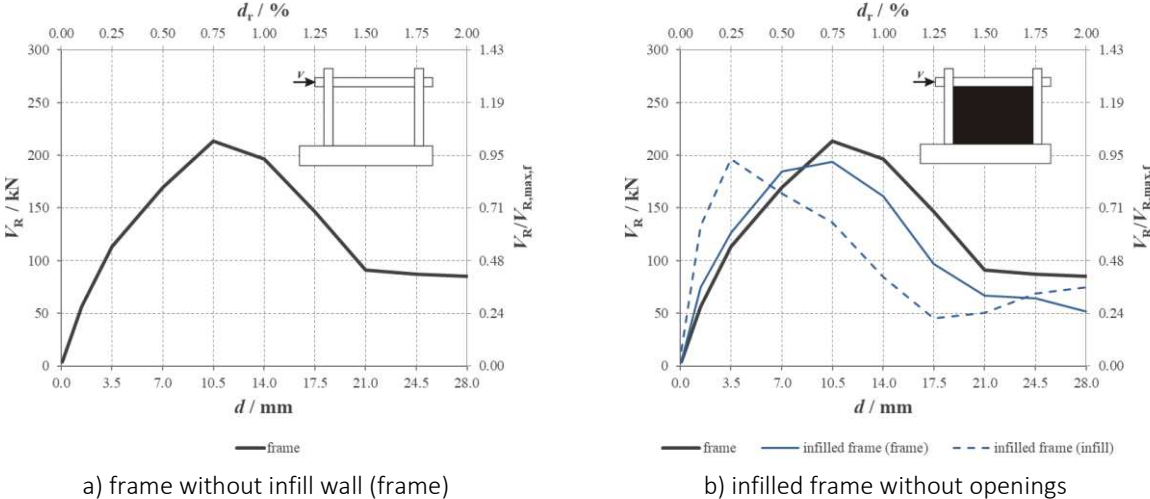 d_r / %
0.00 0.25 0.50 0.75 1.00 1.25 1.50 1.75 2.00
300 1.43
250 1.19
200 0.95
150 0.71
100 0.48
50 0.24
0 0.00
0.0 3.5 7.0 10.5 14.0 17.5 21.0 24.5 28.0
V_R / kN
V_R/V_R,max,f
V
d / mm
frame
a) frame without infill wall (frame)
d_r / %
0.00 0.25 0.50 0.75 1.00 1.25 1.50 1.75 2.00
300 1.43
250 1.19
200 0.95
150 0.71
100 0.48
50 0.24
0 0.00
0.0 3.5 7.0 10.5 14.0 17.5 21.0 24.5 28.0
V_R / kN
V_R/V_R,max,f
V
d / mm
frame infilled frame (frame) infilled frame (infill)
b) infilled frame without openings